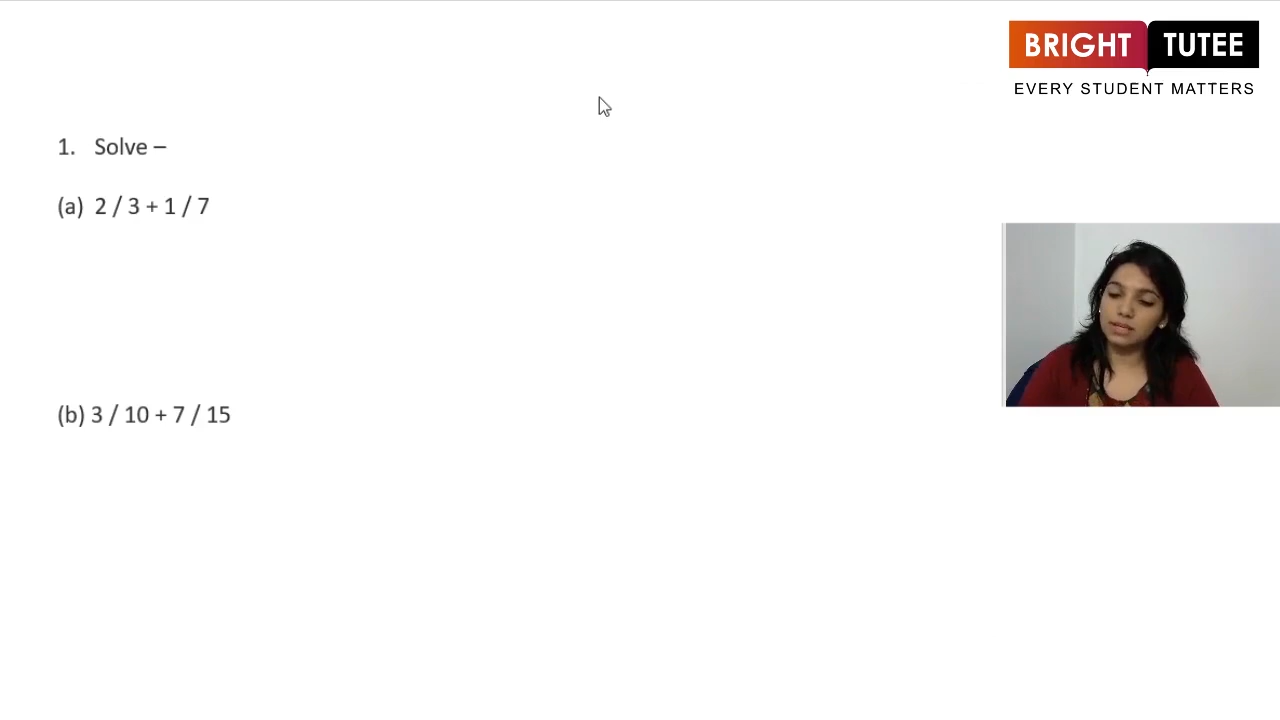 BRIGHT TUTEE
EVERY STUDENT MATTERS
1. Solve –
(a) 2 / 3 + 1 / 7
(b) 3 / 10 + 7 / 15